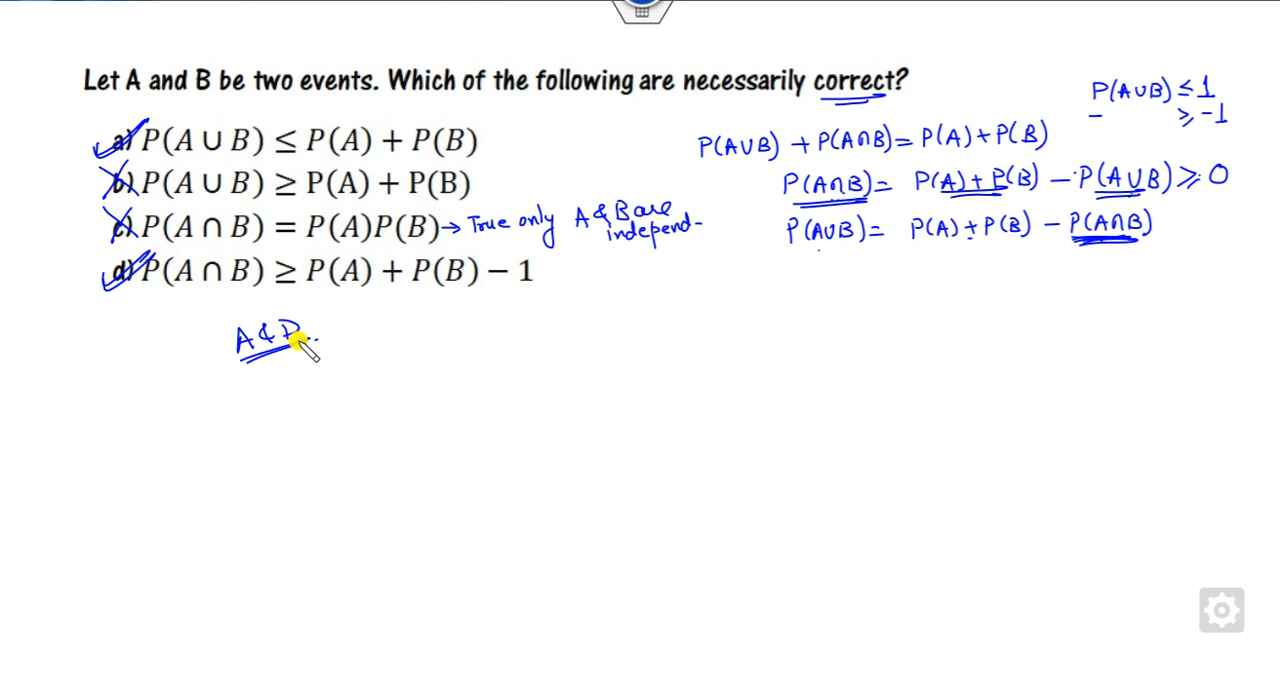 Let A and B be two events. Which of the following are necessarily correct?
a) P(A ∪ B) ≤ P(A) + P(B)
b) P(A ∪ B) ≥ P(A) + P(B)
c) P(A ∩ B) = P(A)P(B) → True only A & B are
independ-
d) P(A ∩ B) ≥ P(A) + P(B) − 1
A & D..
P(A∪B) ≤ 1
− ≥ −1
P(A∪B) + P(A∩B) = P(A) + P(B)
P(A∩B) = P(A) + P(B) − P(A∪B) ≥ 0
P(A∪B) = P(A) + P(B) − P(A∩B)